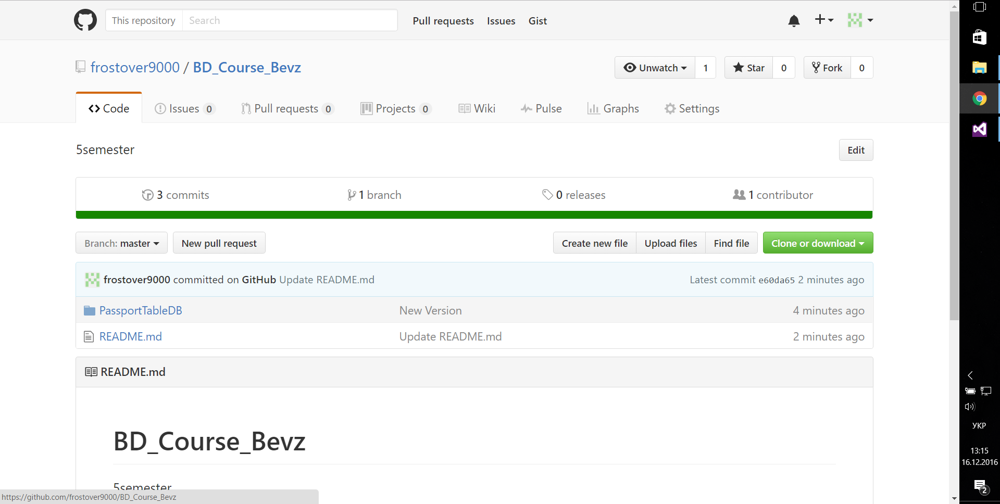 This repository Search Pull requests Issues Gist
frostover9000 / BD_Course_Bevz Unwatch 1 Star 0 Fork 0
Code Issues 0 Pull requests 0 Projects 0 Wiki Pulse Graphs Settings
5semester Edit
3 commits 1 branch 0 releases 1 contributor
Branch: master New pull request Create new file Upload files Find file Clone or download
frostover9000 committed on GitHub Update README.md Latest commit e60da65 2 minutes ago
PassportTableDB New Version 4 minutes ago
README.md Update README.md 2 minutes ago
README.md
BD_Course_Bevz
5semester
https://github.com/frostover9000/BD_Course_Bevz
УКР
13:15
16.12.2016
2